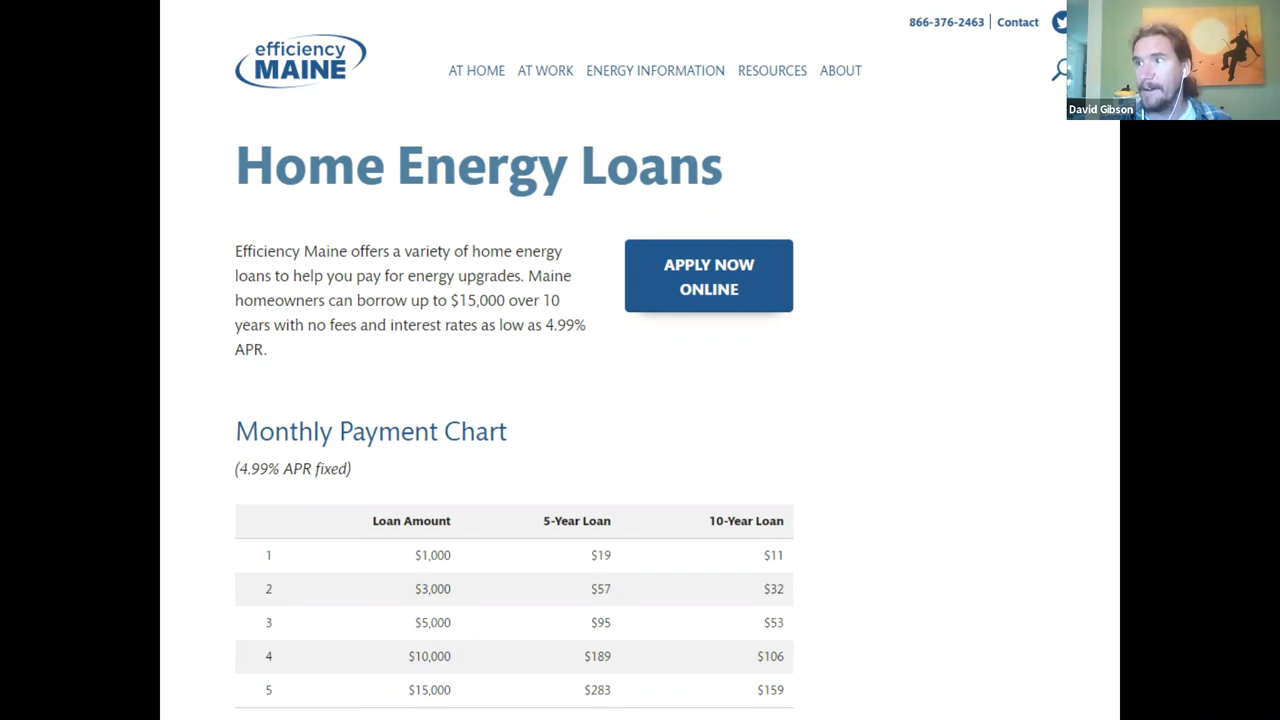 866-376-2463 | Contact
efficiency
MAINE
AT HOME AT WORK ENERGY INFORMATION RESOURCES ABOUT
David Gibson
Home Energy Loans
Efficiency Maine offers a variety of home energy
loans to help you pay for energy upgrades. Maine
homeowners can borrow up to $15,000 over 10
years with no fees and interest rates as low as 4.99%
APR.
APPLY NOW
ONLINE
Monthly Payment Chart
(4.99% APR fixed)
Loan Amount 5-Year Loan 10-Year Loan
1 $1,000 $19 $11
2 $3,000 $57 $32
3 $5,000 $95 $53
4 $10,000 $189 $106
5 $15,000 $283 $159